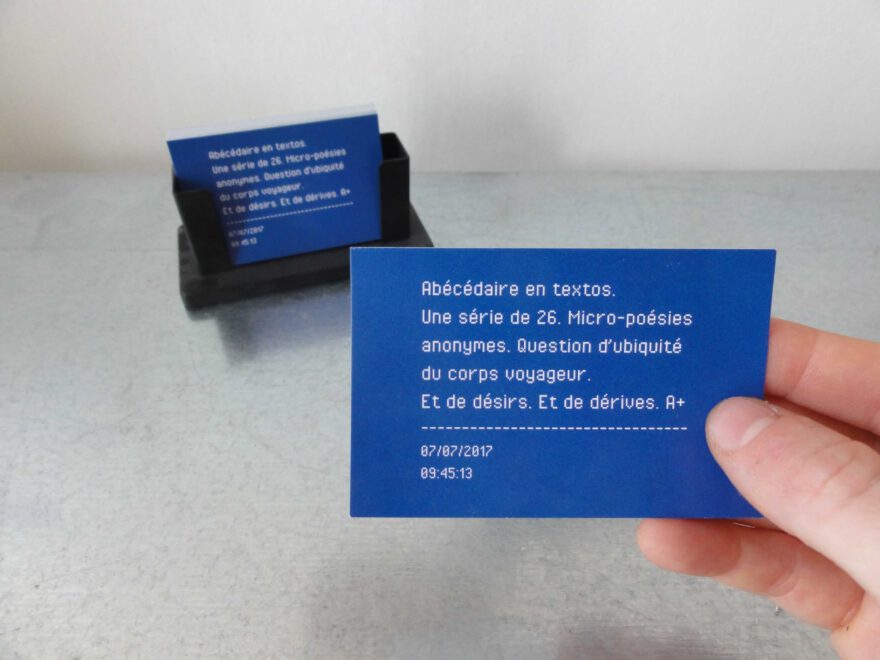 Abécédaire en textos.
Une série de 26. Micro-poésies
anonymes. Question d'ubiquité
du corps voyageur.
Et de désirs. Et de dérives. A+
---------------------------------
07/07/2017
09:45:13
Abécédaire en textos.
Une série de 26. Micro-poésies
anonymes. Question d'ubiquité
du corps voyageur.
Et de désirs. Et de dérives. A+
---------------------------------
07/07/2017
09:45:13